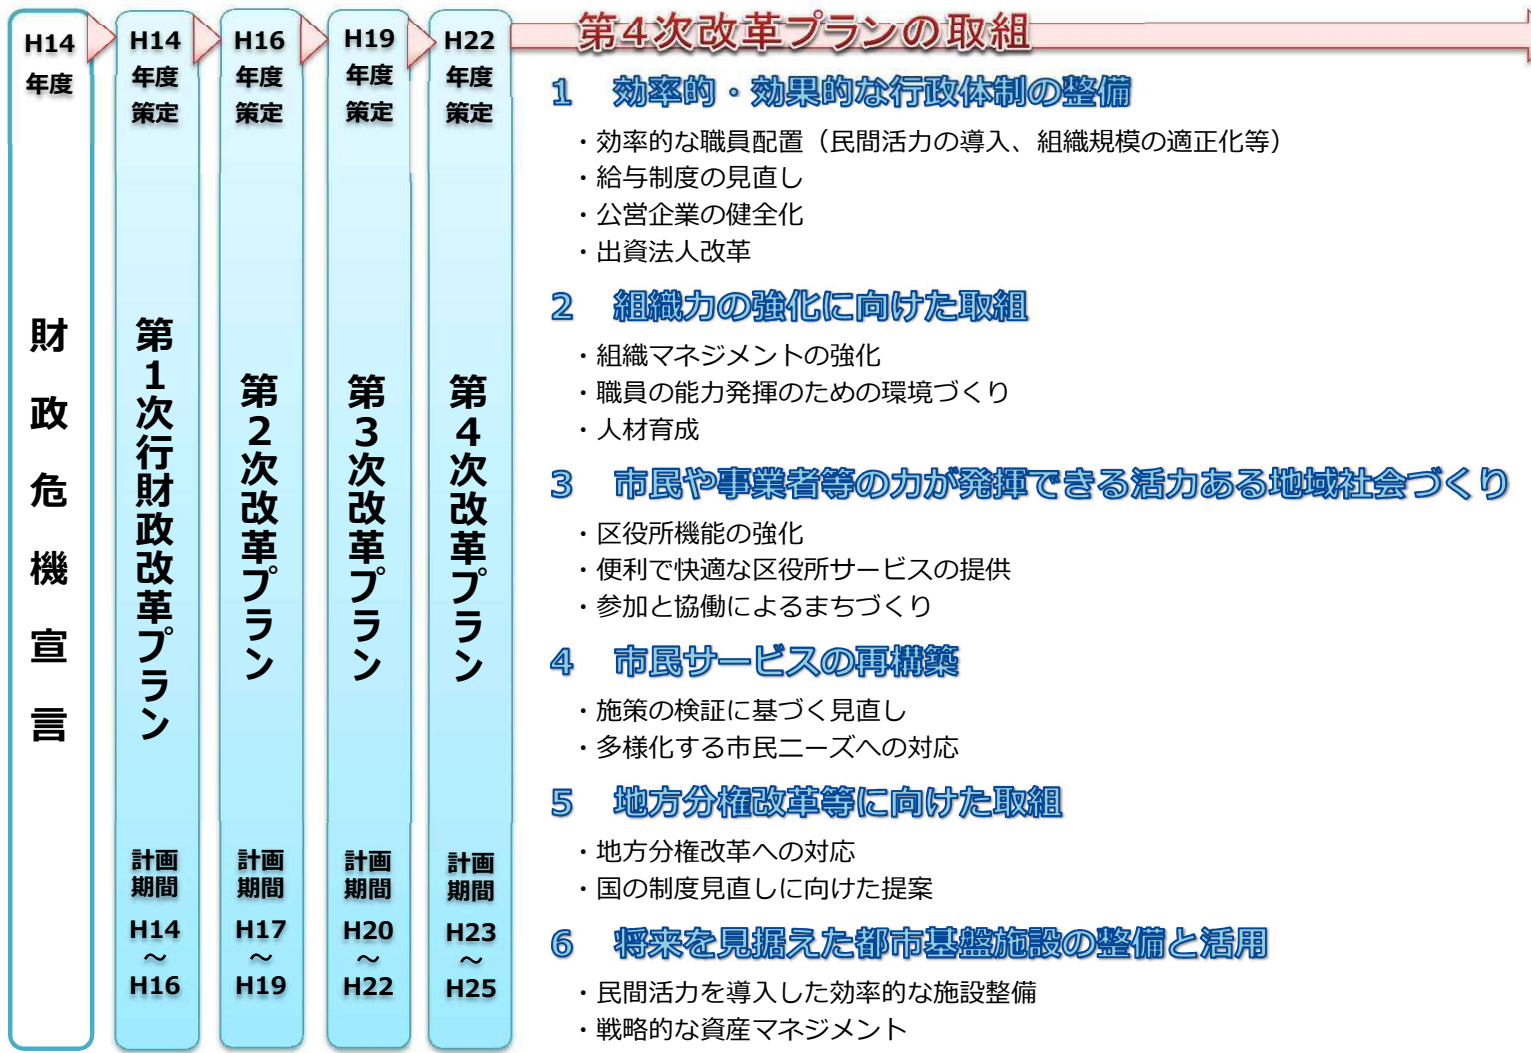 H14
年度
財政危機宣言
H14
年度
策定
第1次行財政改革プラン
計画
期間
H14
～
H16
H16
年度
策定
第2次改革プラン
計画
期間
H17
～
H19
H19
年度
策定
第3次改革プラン
計画
期間
H20
～
H22
H22
年度
策定
第4次改革プラン
計画
期間
H23
～
H25
第4次改革プランの取組
1 効率的・効果的な行政体制の整備
・効率的な職員配置（民間活力の導入、組織規模の適正化等）
・給与制度の見直し
・公営企業の健全化
・出資法人改革
2 組織力の強化に向けた取組
・組織マネジメントの強化
・職員の能力発揮のための環境づくり
・人材育成
3 市民や事業者等の力が発揮できる活力ある地域社会づくり
・区役所機能の強化
・便利で快適な区役所サービスの提供
・参加と協働によるまちづくり
4 市民サービスの再構築
・施策の検証に基づく見直し
・多様化する市民ニーズへの対応
5 地方分権改革等に向けた取組
・地方分権改革への対応
・国の制度見直しに向けた提案
6 将来を見据えた都市基盤施設の整備と活用
・民間活力を導入した効率的な施設整備
・戦略的な資産マネジメント